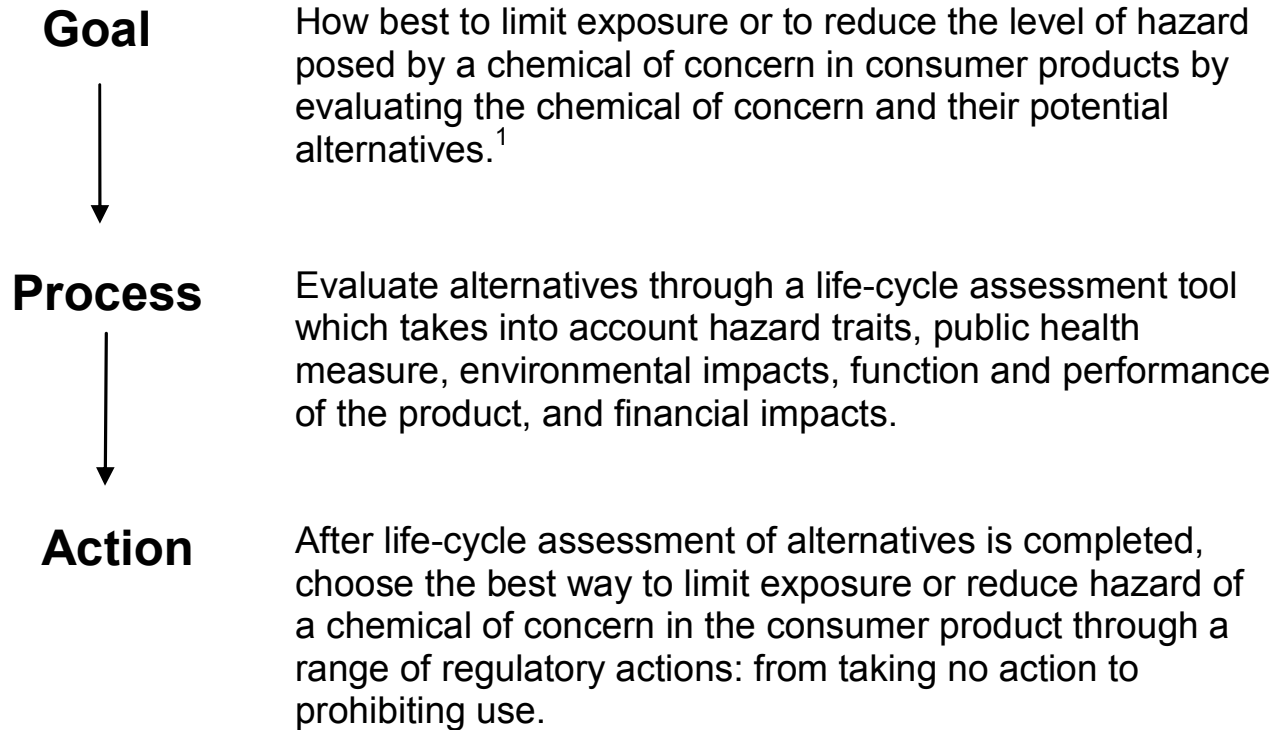 Goal
How best to limit exposure or to reduce the level of hazard
posed by a chemical of concern in consumer products by
evaluating the chemical of concern and their potential
alternatives.1
Process
Evaluate alternatives through a life-cycle assessment tool
which takes into account hazard traits, public health
measure, environmental impacts, function and performance
of the product, and financial impacts.
Action
After life-cycle assessment of alternatives is completed,
choose the best way to limit exposure or reduce hazard of
a chemical of concern in the consumer product through a
range of regulatory actions: from taking no action to
prohibiting use.